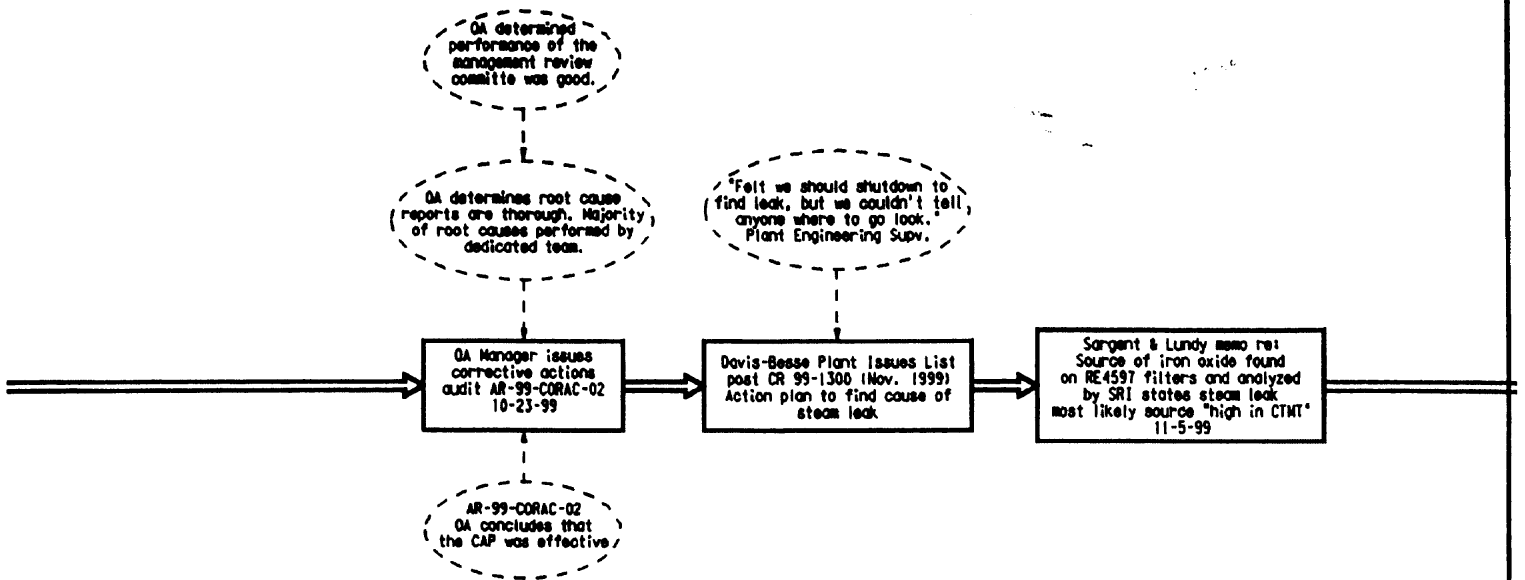 QA determined
performance of the
management review
committe was good.
QA determines root cause
reports are thorough. Majority
of root causes performed by
dedicated team.
"Felt we should shutdown to
find leak, but we couldn't tell
anyone where to go look."
Plant Engineering Supv.
QA Manager issues
corrective actions
audit AR-99-CORAC-02
10-23-99
Davis-Besse Plant Issues List
post CR 99-1300 (Nov. 1999)
Action plan to find cause of
steam leak
Sargent & Lundy memo re:
Source of iron oxide found
on RE4597 filters and analyzed
by SRI states steam leak
most likely source "high in CTMT"
11-5-99
AR-99-CORAC-02
QA concludes that
the CAP was effective